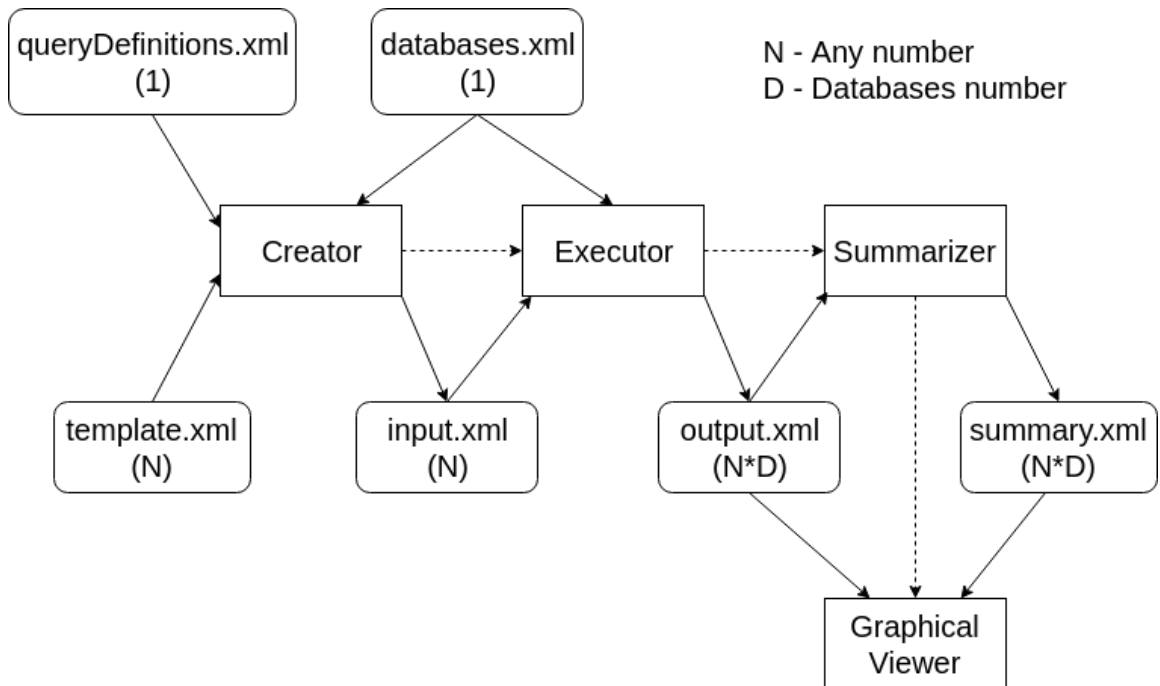 queryDefinitions.xml
(1)
databases.xml
(1)
N - Any number
D - Databases number
Creator
Executor
Summarizer
template.xml
(N)
input.xml
(N)
output.xml
(N*D)
summary.xml
(N*D)
Graphical
Viewer